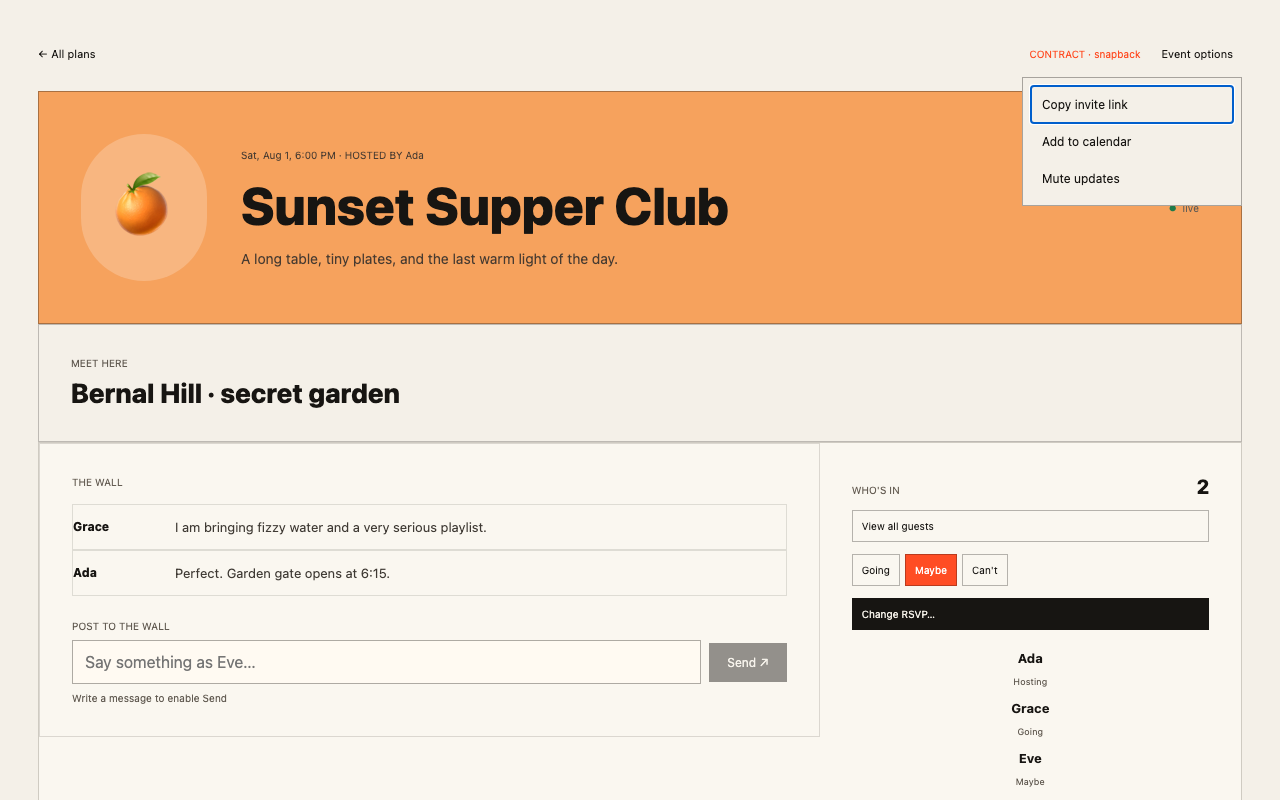 ← All plans
CONTRACT · snapback
Event options
Copy invite link
Add to calendar
Mute updates
live
Sat, Aug 1, 6:00 PM · HOSTED BY Ada
Sunset Supper Club
A long table, tiny plates, and the last warm light of the day.
MEET HERE
Bernal Hill · secret garden
THE WALL
Grace I am bringing fizzy water and a very serious playlist.
Ada Perfect. Garden gate opens at 6:15.
POST TO THE WALL
Say something as Eve...
Send ↗
Write a message to enable Send
WHO'S IN 2
View all guests
Going Maybe Can't
Change RSVP...
Ada
Hosting
Grace
Going
Eve
Maybe